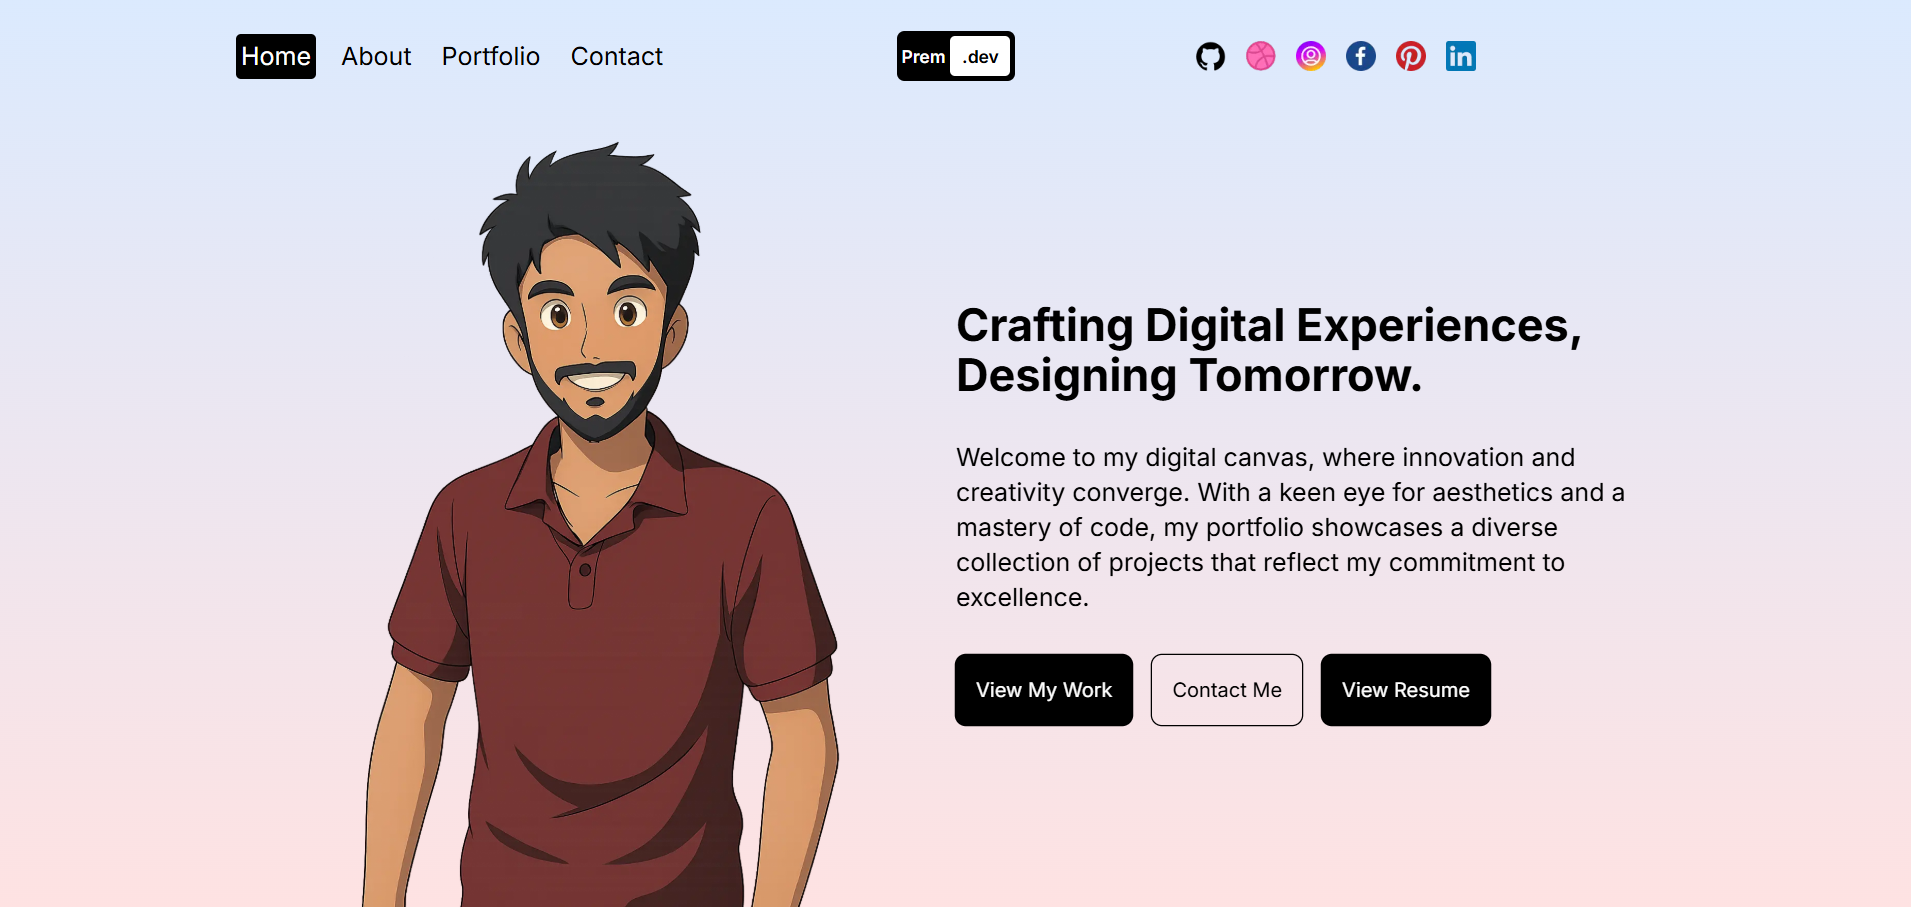 Home About Portfolio Contact
Prem .dev
Crafting Digital Experiences,
Designing Tomorrow.
Welcome to my digital canvas, where innovation and
creativity converge. With a keen eye for aesthetics and a
mastery of code, my portfolio showcases a diverse
collection of projects that reflect my commitment to
excellence.
View My Work
Contact Me
View Resume